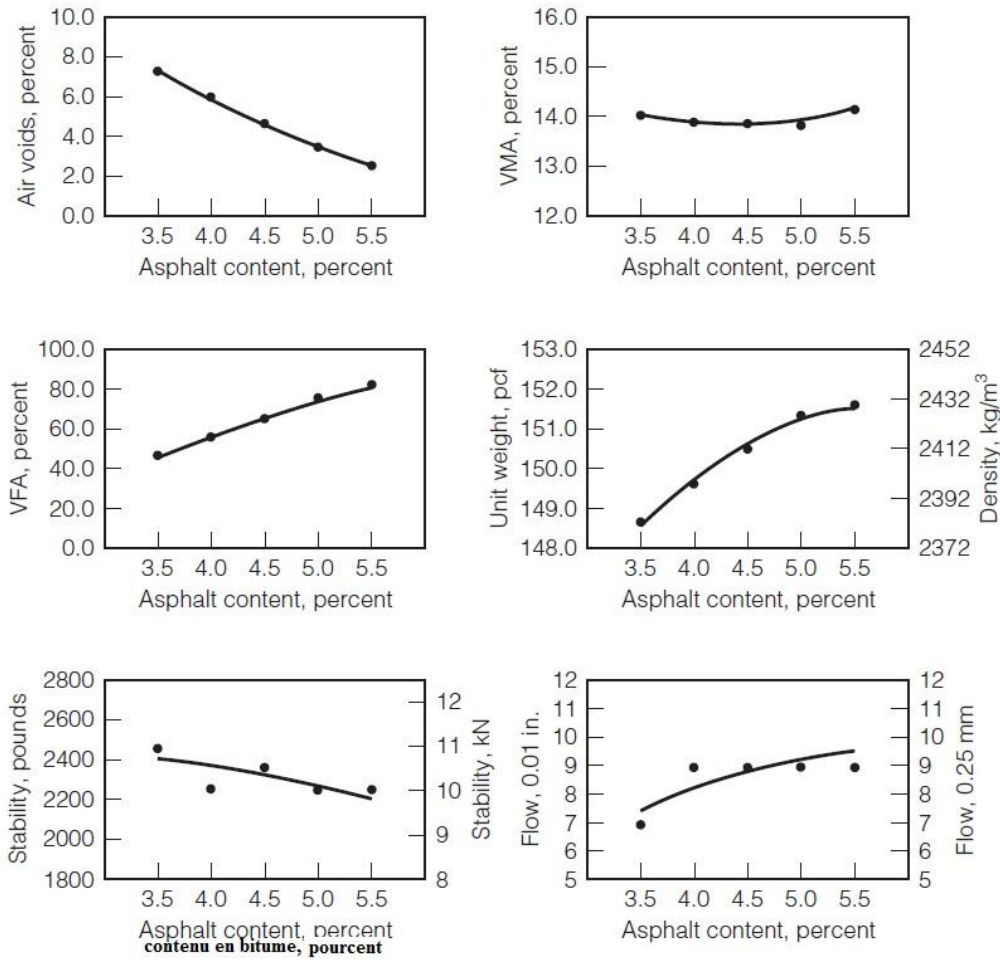 Air voids, percent
10.0
8.0
6.0
4.0
2.0
0.0
3.5 4.0 4.5 5.0 5.5
Asphalt content, percent
VMA, percent
16.0
15.0
14.0
13.0
12.0
3.5 4.0 4.5 5.0 5.5
Asphalt content, percent
VFA, percent
100.0
80.0
60.0
40.0
20.0
0.0
3.5 4.0 4.5 5.0 5.5
Asphalt content, percent
Unit weight, pcf
153.0
152.0
151.0
150.0
149.0
148.0
2452
2432
2412
2392
2372
Density, kg/m³
3.5 4.0 4.5 5.0 5.5
Asphalt content, percent
Stability, pounds
2800
2600
2400
2200
2000
1800
12
11
10
9
8
Stability, kN
3.5 4.0 4.5 5.0 5.5
Asphalt content, percent
contenu en bitume, pourcent
Flow, 0.01 in.
12
11
10
9
8
7
6
5
12
11
10
9
8
7
6
5
Flow, 0.25 mm
3.5 4.0 4.5 5.0 5.5
Asphalt content, percent